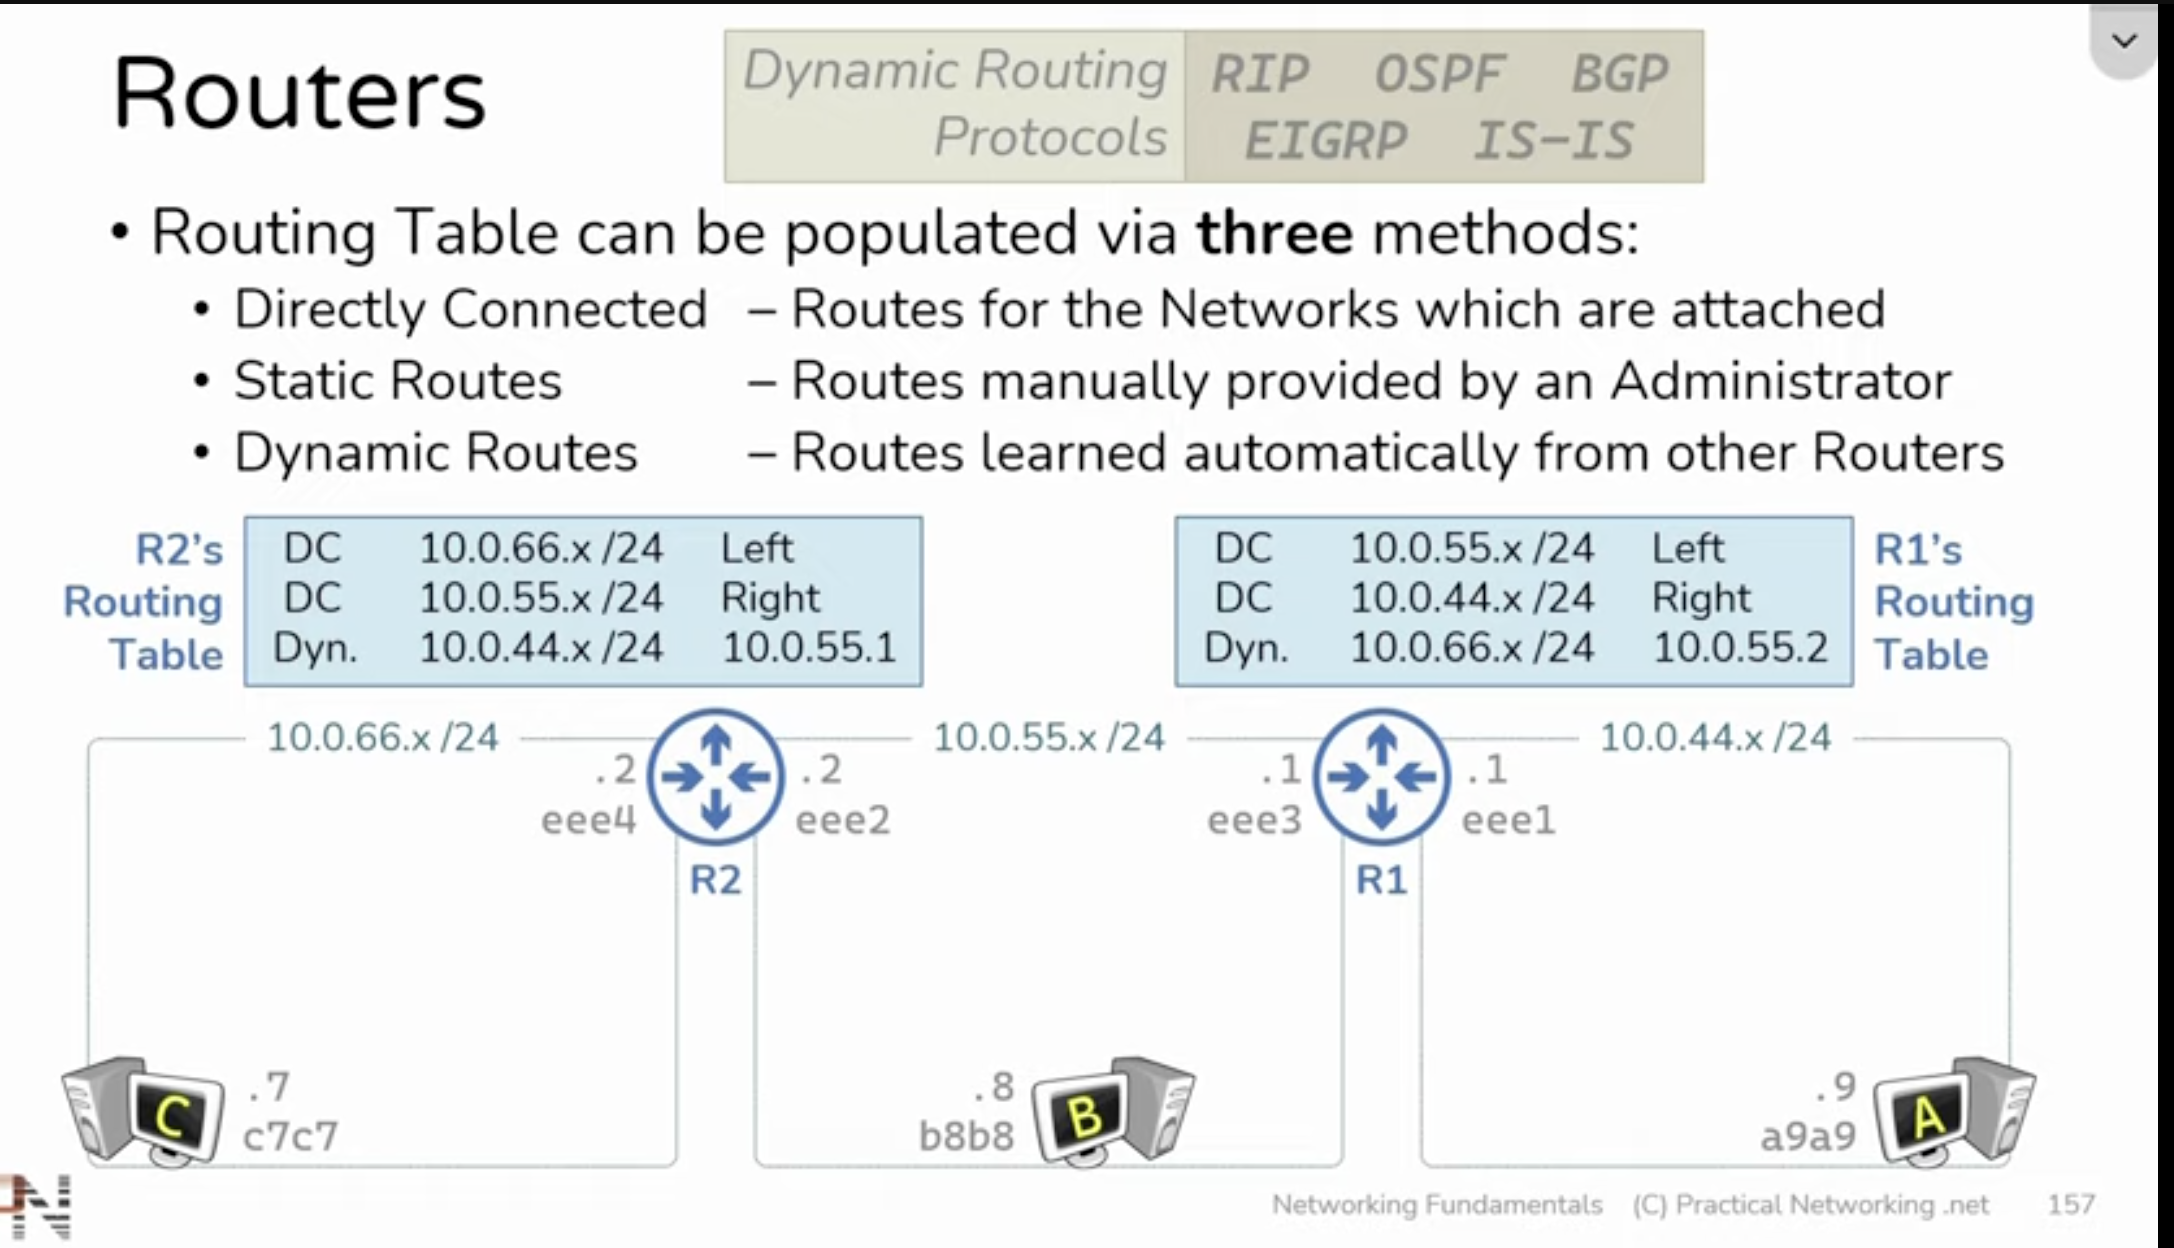 Routers
Dynamic Routing
Protocols
RIP OSPF BGP
EIGRP IS-IS
• Routing Table can be populated via three methods:
• Directly Connected – Routes for the Networks which are attached
• Static Routes – Routes manually provided by an Administrator
• Dynamic Routes – Routes learned automatically from other Routers
R2's
Routing
Table
DC 10.0.66.x /24 Left
DC 10.0.55.x /24 Right
Dyn. 10.0.44.x /24 10.0.55.1
DC 10.0.55.x /24 Left
DC 10.0.44.x /24 Right
Dyn. 10.0.66.x /24 10.0.55.2
R1's
Routing
Table
10.0.66.x /24
10.0.55.x /24
10.0.44.x /24
.2
eee4
.2
eee2
R2
.1
eee3
.1
eee1
R1
C
.7
c7c7
.8
b8b8
B
.9
a9a9
A
Networking Fundamentals (C) Practical Networking .net 157